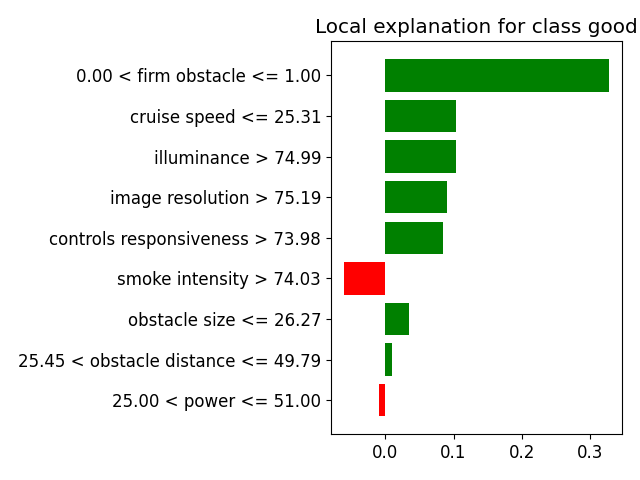 Local explanation for class good
0.00 < firm obstacle <= 1.00
cruise speed <= 25.31
illuminance > 74.99
image resolution > 75.19
controls responsiveness > 73.98
smoke intensity > 74.03
obstacle size <= 26.27
25.45 < obstacle distance <= 49.79
25.00 < power <= 51.00
0.0 0.1 0.2 0.3